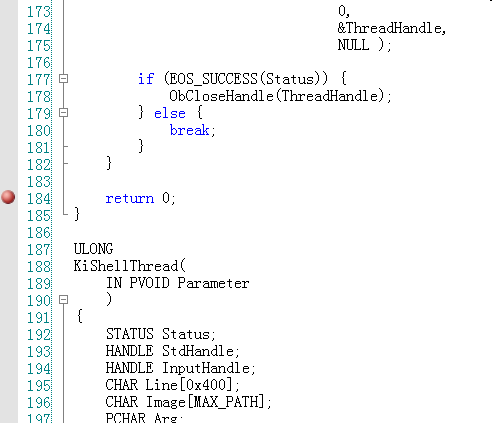 173 0,
174 &ThreadHandle,
175 NULL );
176
177 if (EOS_SUCCESS(Status)) {
178 ObCloseHandle(ThreadHandle);
179 } else {
180 break;
181 }
182 }
183
184 return 0;
185 }
186
187 ULONG
188 KiShellThread(
189 IN PVOID Parameter
190 )
191 {
192 STATUS Status;
193 HANDLE StdHandle;
194 HANDLE InputHandle;
195 CHAR Line[0x400];
196 CHAR Image[MAX_PATH];
197 PCHAR Arg;